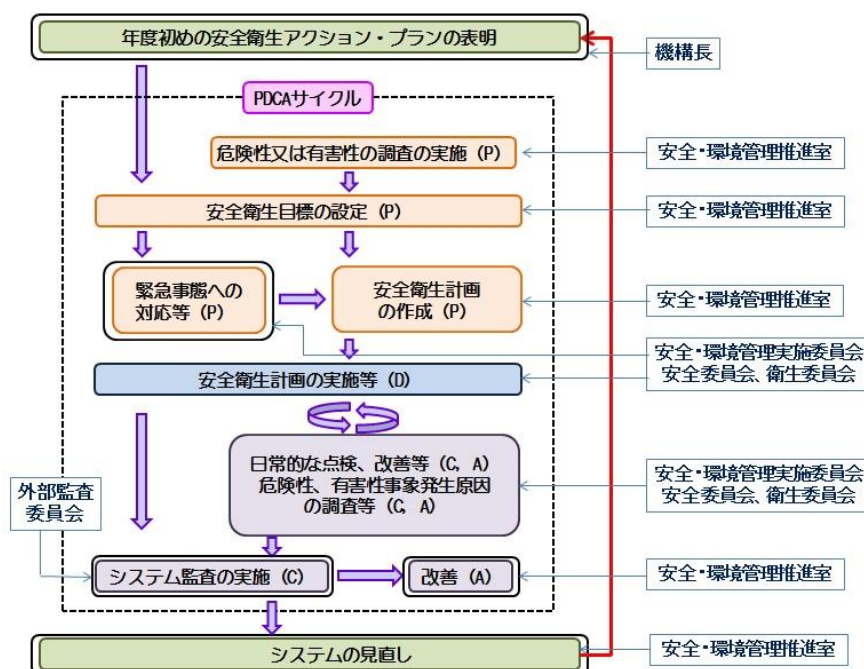 年度初めの安全衛生アクション・プランの表明
機構長
PDCAサイクル
危険性又は有害性の調査の実施 (P)
安全・環境管理推進室
安全衛生目標の設定 (P)
安全・環境管理推進室
緊急事態への
対応等 (P)
安全衛生計画
の作成 (P)
安全・環境管理推進室
安全・環境管理実施委員会
安全委員会、衛生委員会
安全衛生計画の実施等 (D)
日常的な点検、改善等 (C, A)
危険性、有害性事象発生原因
の調査等 (C, A)
安全・環境管理実施委員会
安全委員会、衛生委員会
外部監査
委員会
システム監査の実施 (C)
改善 (A)
安全・環境管理推進室
システムの見直し
安全・環境管理推進室